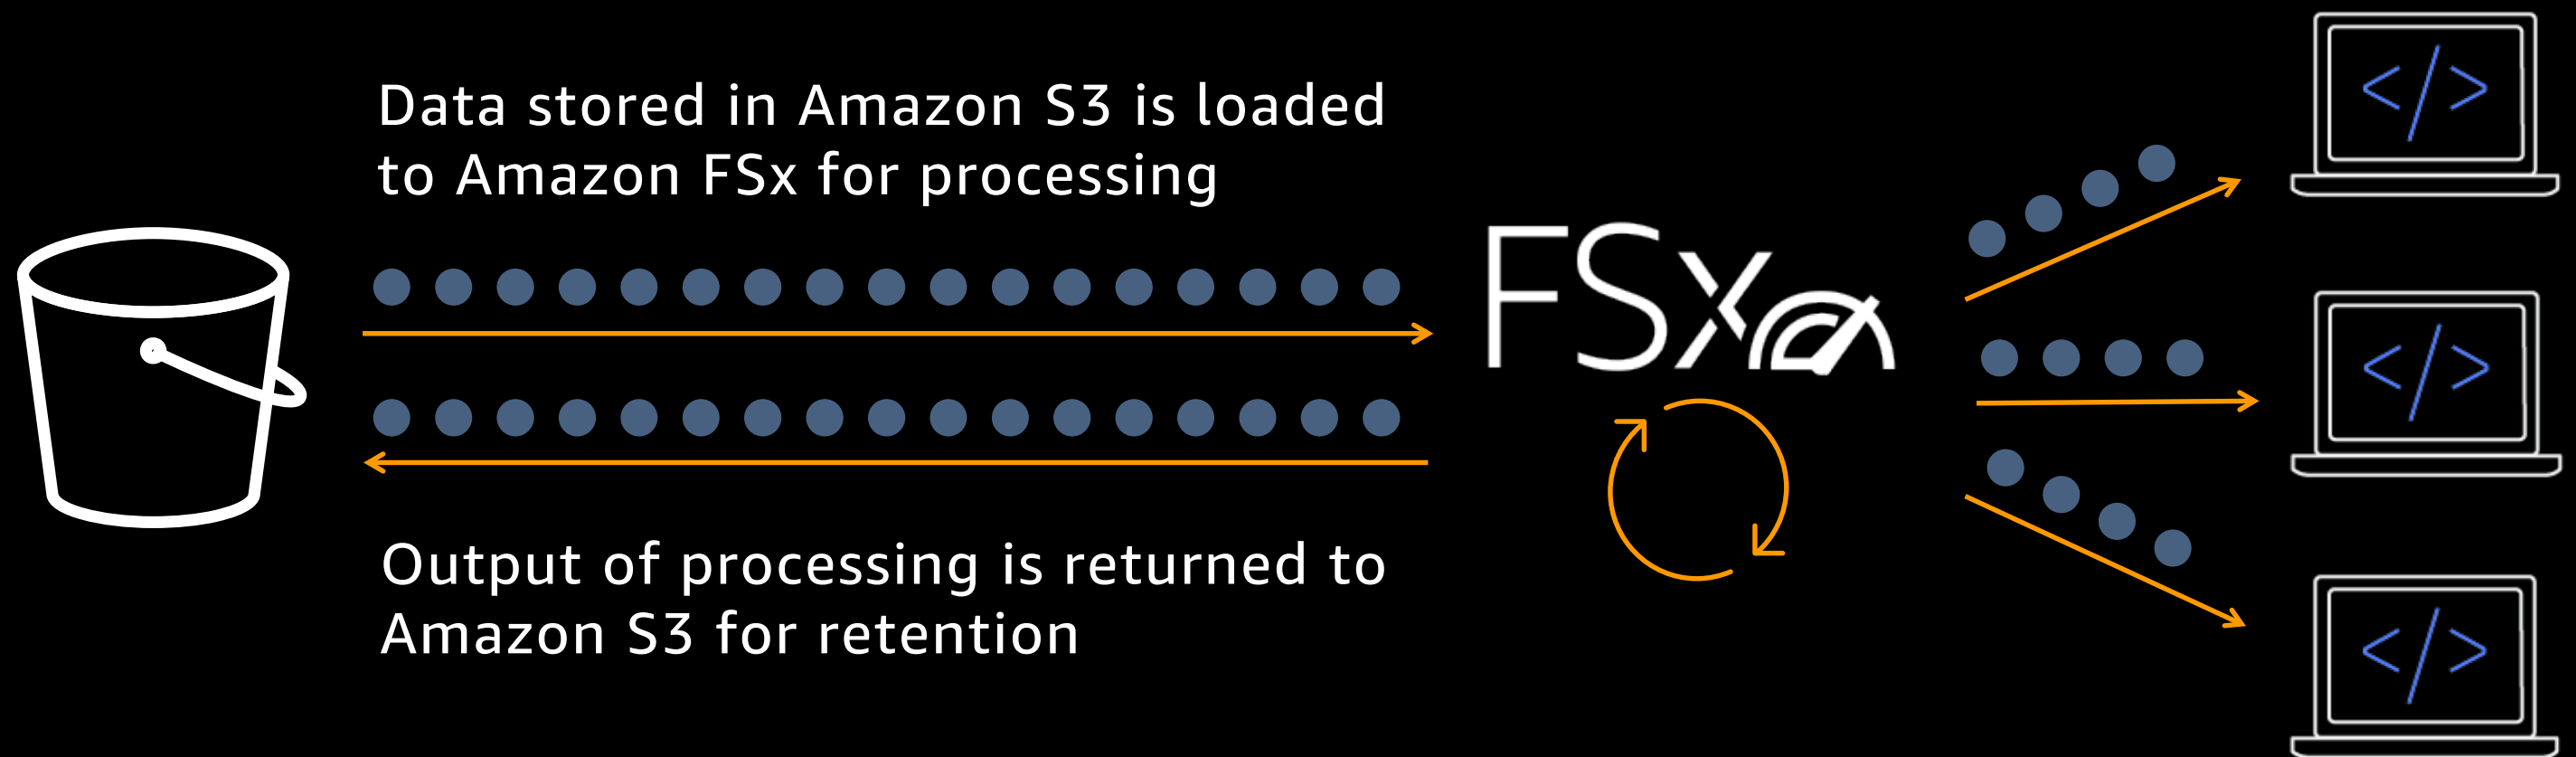 Data stored in Amazon S3 is loaded
to Amazon FSx for processing
FSx
</>
</>
</>
Output of processing is returned to
Amazon S3 for retention